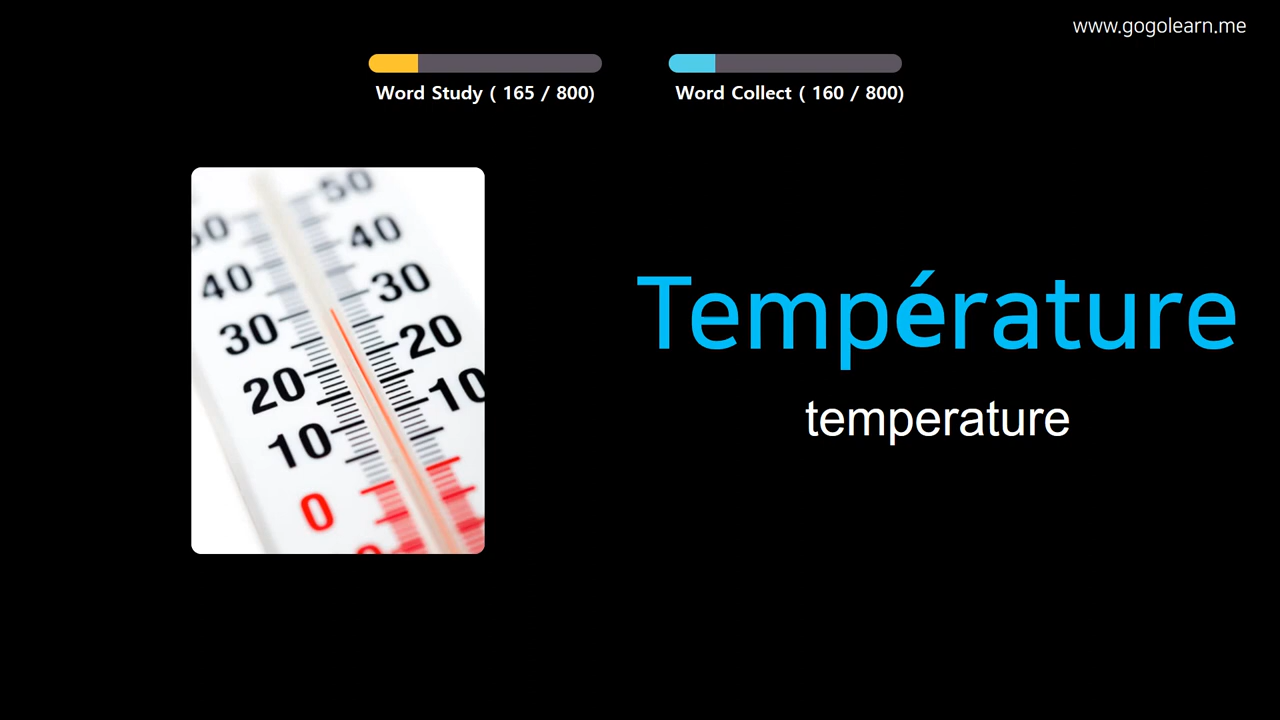 www.gogolearn.me
Word Study ( 165 / 800)
Word Collect ( 160 / 800)
50
50 40
40 30
30 20
20 10
10
0
Température
temperature